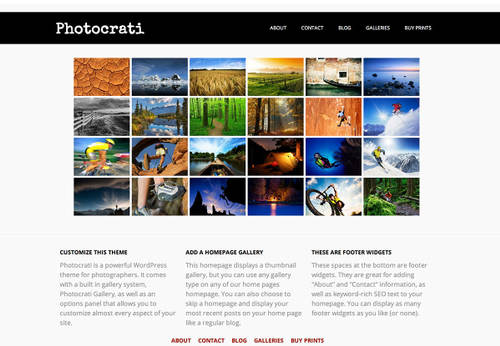 Photocrati
ABOUT CONTACT BLOG GALLERIES BUY PRINTS
CUSTOMIZE THIS THEME
Photocrati is a powerful WordPress
theme for photographers. It comes
with a built in gallery system,
Photocrati Gallery, as well as an
options panel that allows you to
customize almost every aspect of your
site.
ADD A HOMEPAGE GALLERY
This homepage displays a thumbnail
gallery, but you can use any gallery
type on any of our homes pages
homepage. You can also choose to
skip a homepage and display your
most recent posts on your home page
like a regular blog.
THESE ARE FOOTER WIDGETS
These spaces at the bottom are footer
widgets. They are great for adding
"About" and "Contact" information, as
well as keyword-rich SEO text to your
homepage. You can display as many
footer widgets as you like (or none).
ABOUT CONTACT BLOG GALLERIES BUY PRINTS